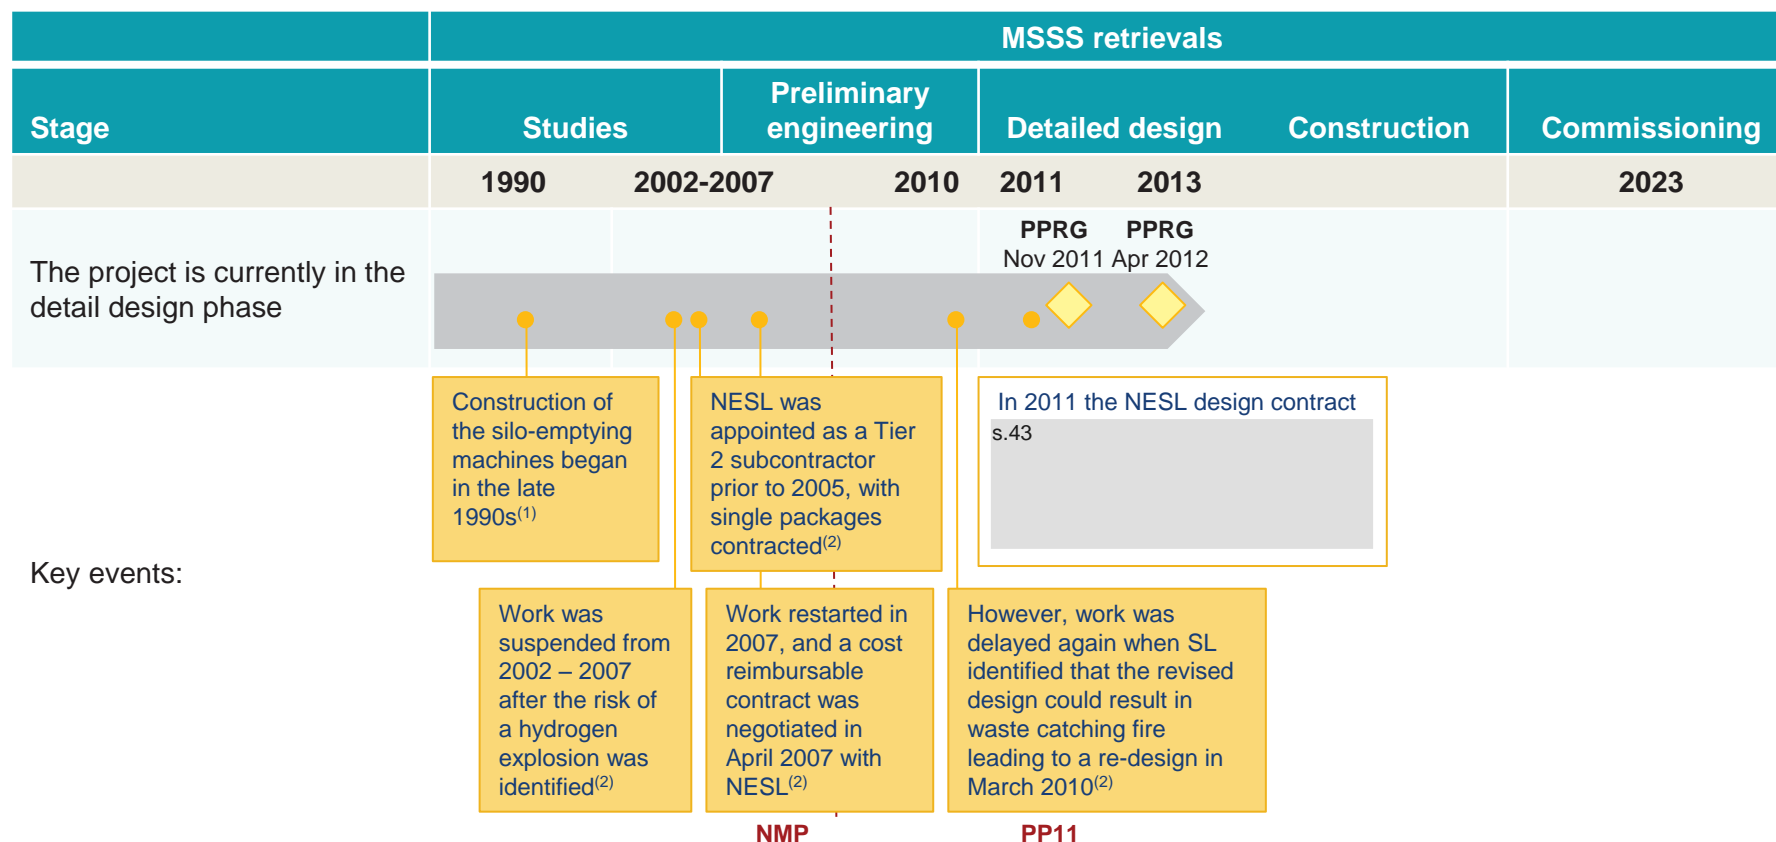 MSSS retrievals
Stage
Studies
Preliminary
engineering
Detailed design
Construction
Commissioning
1990
2002-2007
2010
2011
2013
2023
The project is currently in the
detail design phase
PPRG
Nov 2011
PPRG
Apr 2012
Key events:
Construction of
the silo-emptying
machines began
in the late
1990s(1)
NESL was
appointed as a Tier
2 subcontractor
prior to 2005, with
single packages
contracted(2)
In 2011 the NESL design contract
s.43
Work was
suspended from
2002 – 2007
after the risk of
a hydrogen
explosion was
identified(2)
Work restarted in
2007, and a cost
reimbursable
contract was
negotiated in
April 2007 with
NESL(2)
However, work was
delayed again when SL
identified that the revised
design could result in
waste catching fire
leading to a re-design in
March 2010(2)
NMP
PP11